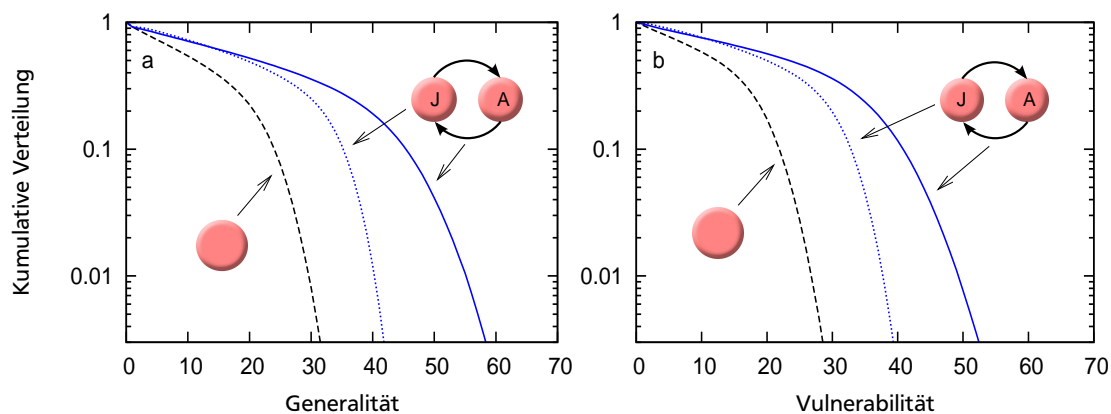 Kumulative Verteilung
1
0.1
0.01
a
J A
0 10 20 30 40 50 60 70
Generalität
1
0.1
0.01
b
J A
0 10 20 30 40 50 60 70
Vulnerabilität